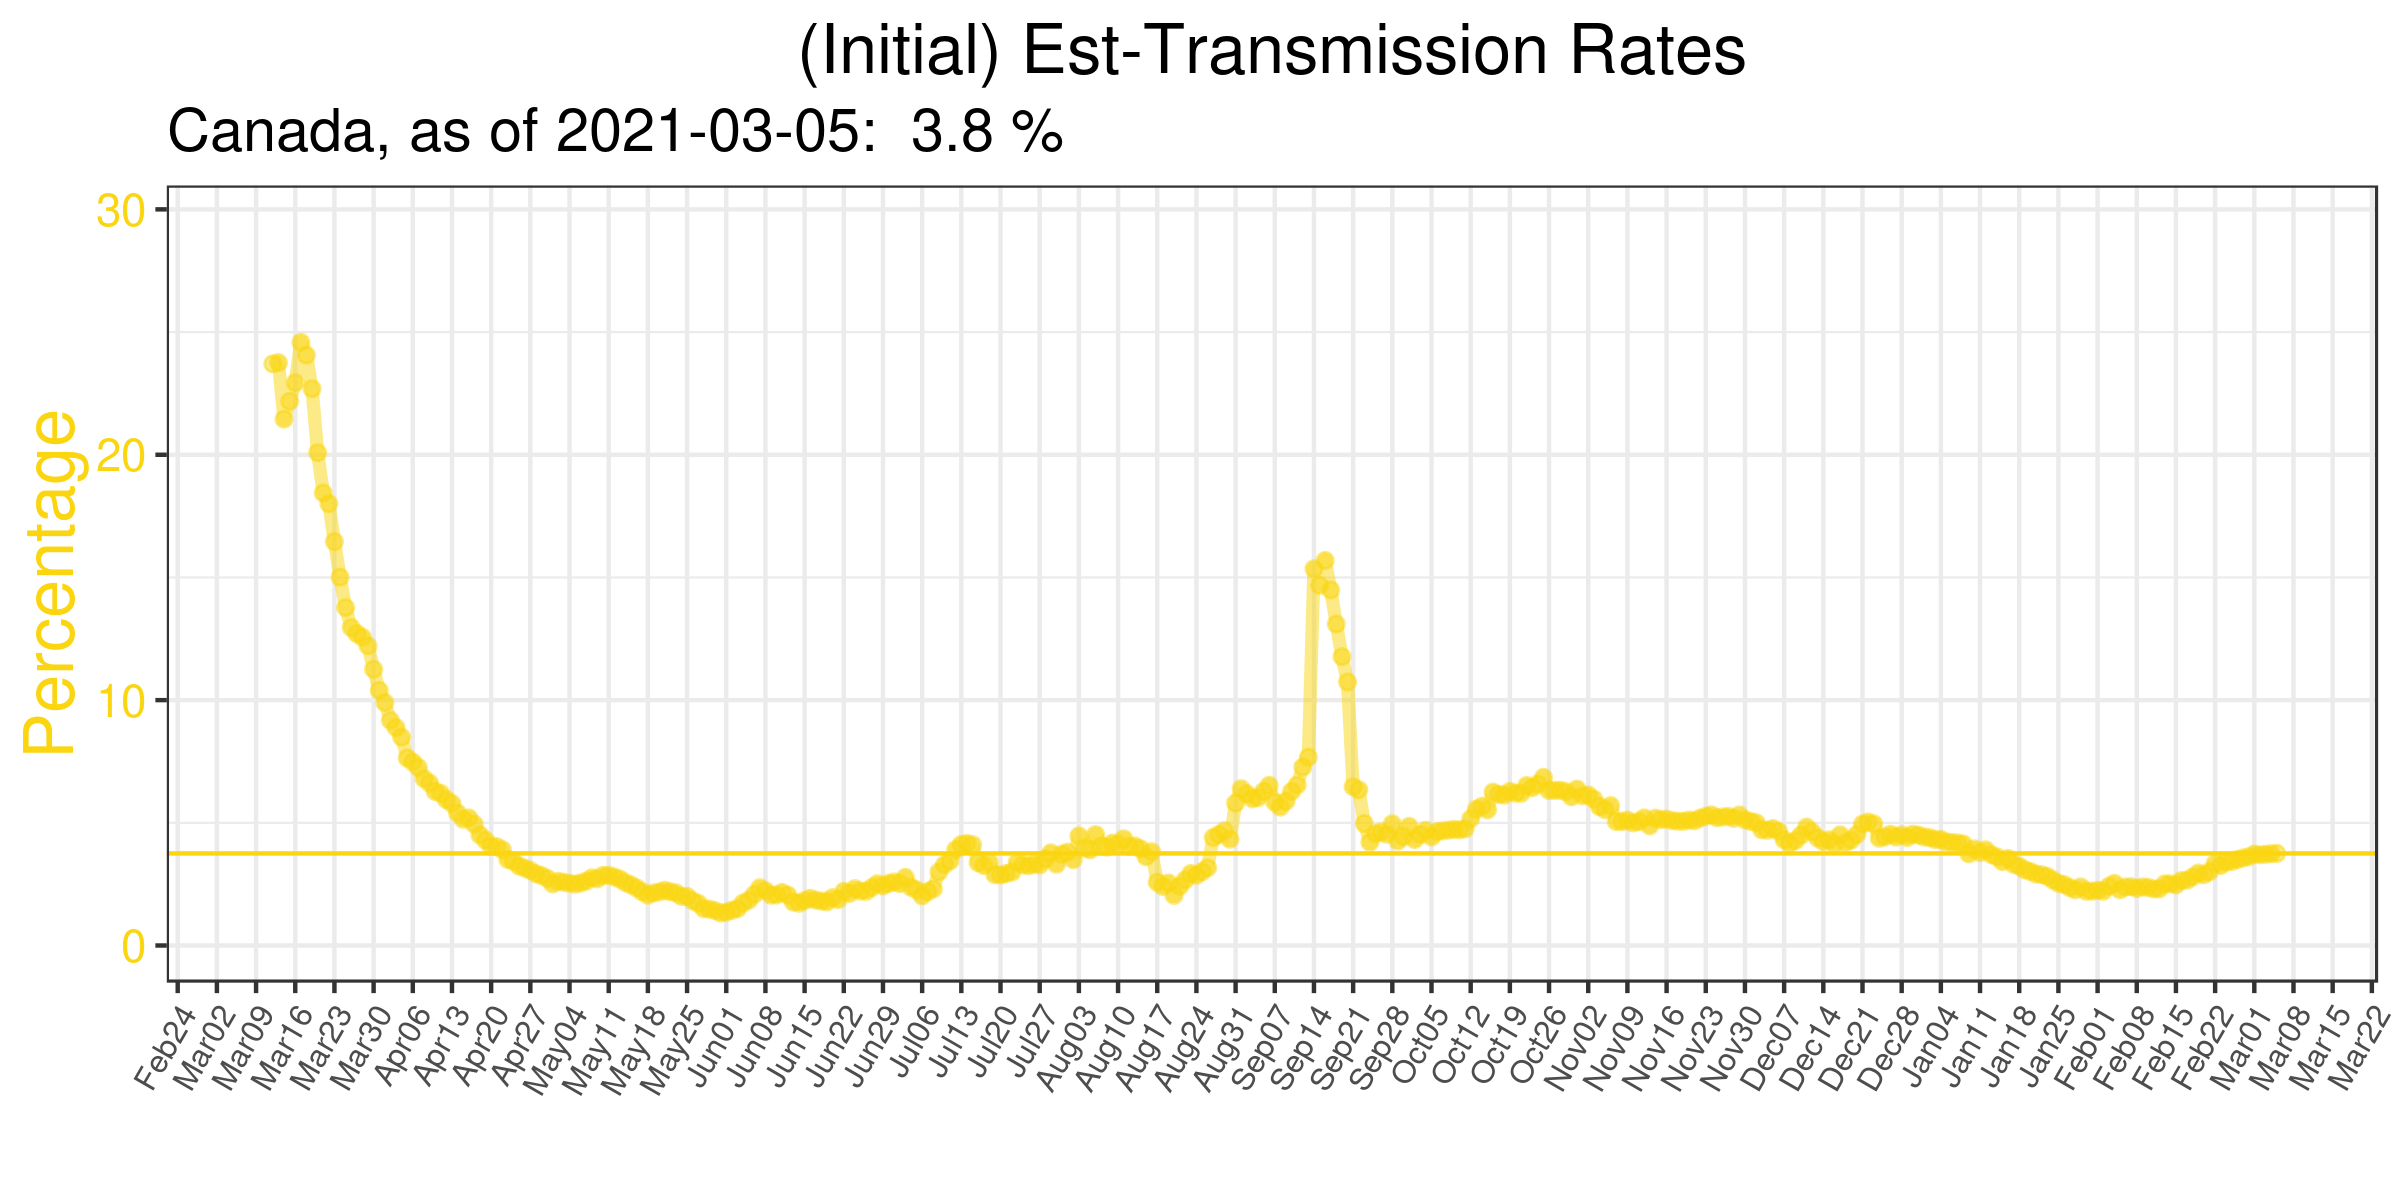 (Initial) Est-Transmission Rates
Canada, as of 2021-03-05:  3.8 %
Percentage
30
20
10
0
Feb24
Mar02
Mar09
Mar16
Mar23
Mar30
Apr06
Apr13
Apr20
Apr27
May04
May11
May18
May25
Jun01
Jun08
Jun15
Jun22
Jun29
Jul06
Jul13
Jul20
Jul27
Aug03
Aug10
Aug17
Aug24
Aug31
Sep07
Sep14
Sep21
Sep28
Oct05
Oct12
Oct19
Oct26
Nov02
Nov09
Nov16
Nov23
Nov30
Dec07
Dec14
Dec21
Dec28
Jan04
Jan11
Jan18
Jan25
Feb01
Feb08
Feb15
Feb22
Mar01
Mar08
Mar15
Mar22